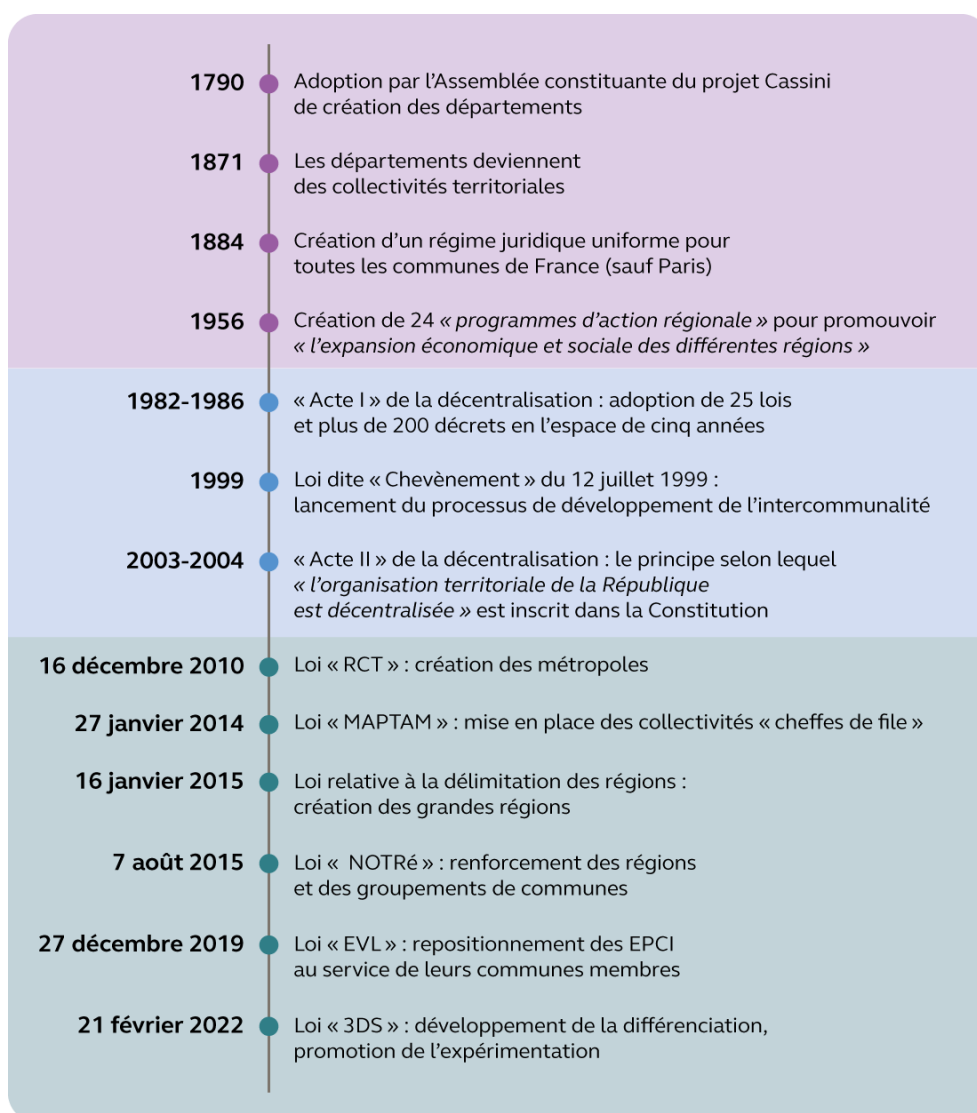 1790
Adoption par l’Assemblée constituante du projet Cassini
de création des départements
1871
Les départements deviennent
des collectivités territoriales
1884
Création d’un régime juridique uniforme pour
toutes les communes de France (sauf Paris)
1956
Création de 24 « programmes d’action régionale » pour promouvoir
« l’expansion économique et sociale des différentes régions »
1982-1986
« Acte I » de la décentralisation : adoption de 25 lois
et plus de 200 décrets en l’espace de cinq années
1999
Loi dite « Chevènement » du 12 juillet 1999 :
lancement du processus de développement de l’intercommunalité
2003-2004
« Acte II » de la décentralisation : le principe selon lequel
« l’organisation territoriale de la République
est décentralisée » est inscrit dans la Constitution
16 décembre 2010
Loi « RCT » : création des métropoles
27 janvier 2014
Loi « MAPTAM » : mise en place des collectivités « cheffes de file »
16 janvier 2015
Loi relative à la délimitation des régions :
création des grandes régions
7 août 2015
Loi «  NOTRé » : renforcement des régions
et des groupements de communes
27 décembre 2019
Loi « EVL » : repositionnement des EPCI
au service de leurs communes membres
21 février 2022
Loi « 3DS » : développement de la différenciation,
promotion de l’expérimentation